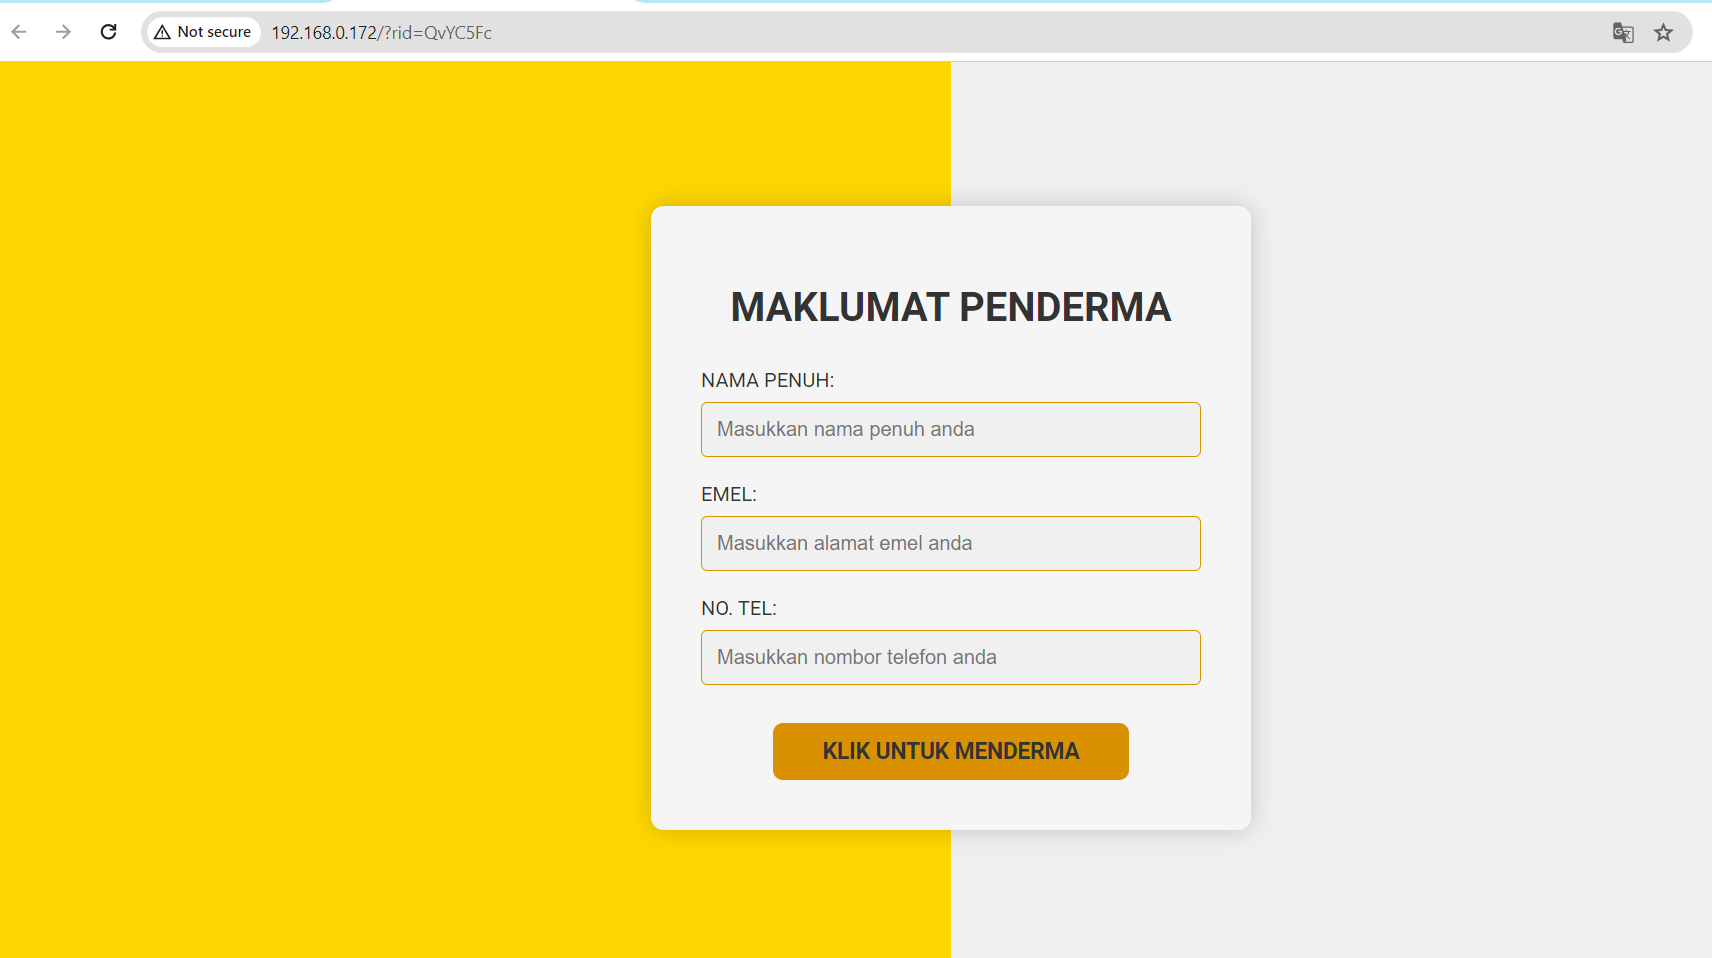 Not secure
192.168.0.172/?rid=QvYC5Fc
MAKLUMAT PENDERMA
NAMA PENUH:
Masukkan nama penuh anda
EMEL:
Masukkan alamat emel anda
NO. TEL:
Masukkan nombor telefon anda
KLIK UNTUK MENDERMA